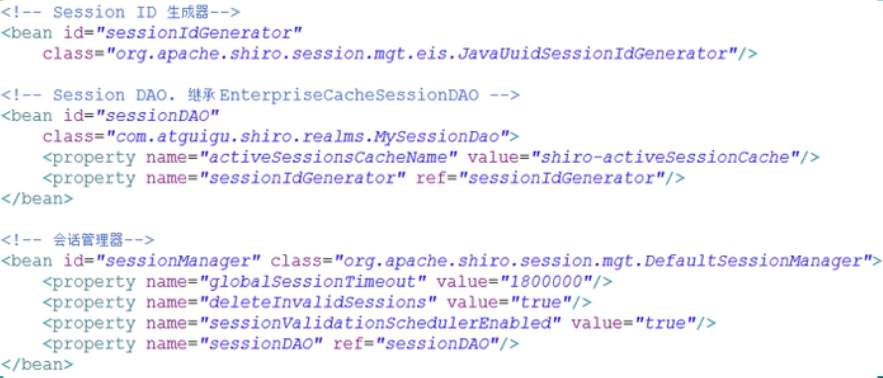 <!-- Session ID 生成器-->
<bean id="sessionIdGenerator"
    class="org.apache.shiro.session.mgt.eis.JavaUuidSessionIdGenerator"/>

<!-- Session DAO. 继承 EnterpriseCacheSessionDAO -->
<bean id="sessionDAO"
    class="com.atguigu.shiro.realms.MySessionDao">
    <property name="activeSessionsCacheName" value="shiro-activeSessionCache"/>
    <property name="sessionIdGenerator" ref="sessionIdGenerator"/>
</bean>

<!-- 会话管理器-->
<bean id="sessionManager" class="org.apache.shiro.session.mgt.DefaultSessionManager">
    <property name="globalSessionTimeout" value="1800000"/>
    <property name="deleteInvalidSessions" value="true"/>
    <property name="sessionValidationSchedulerEnabled" value="true"/>
    <property name="sessionDAO" ref="sessionDAO"/>
</bean>